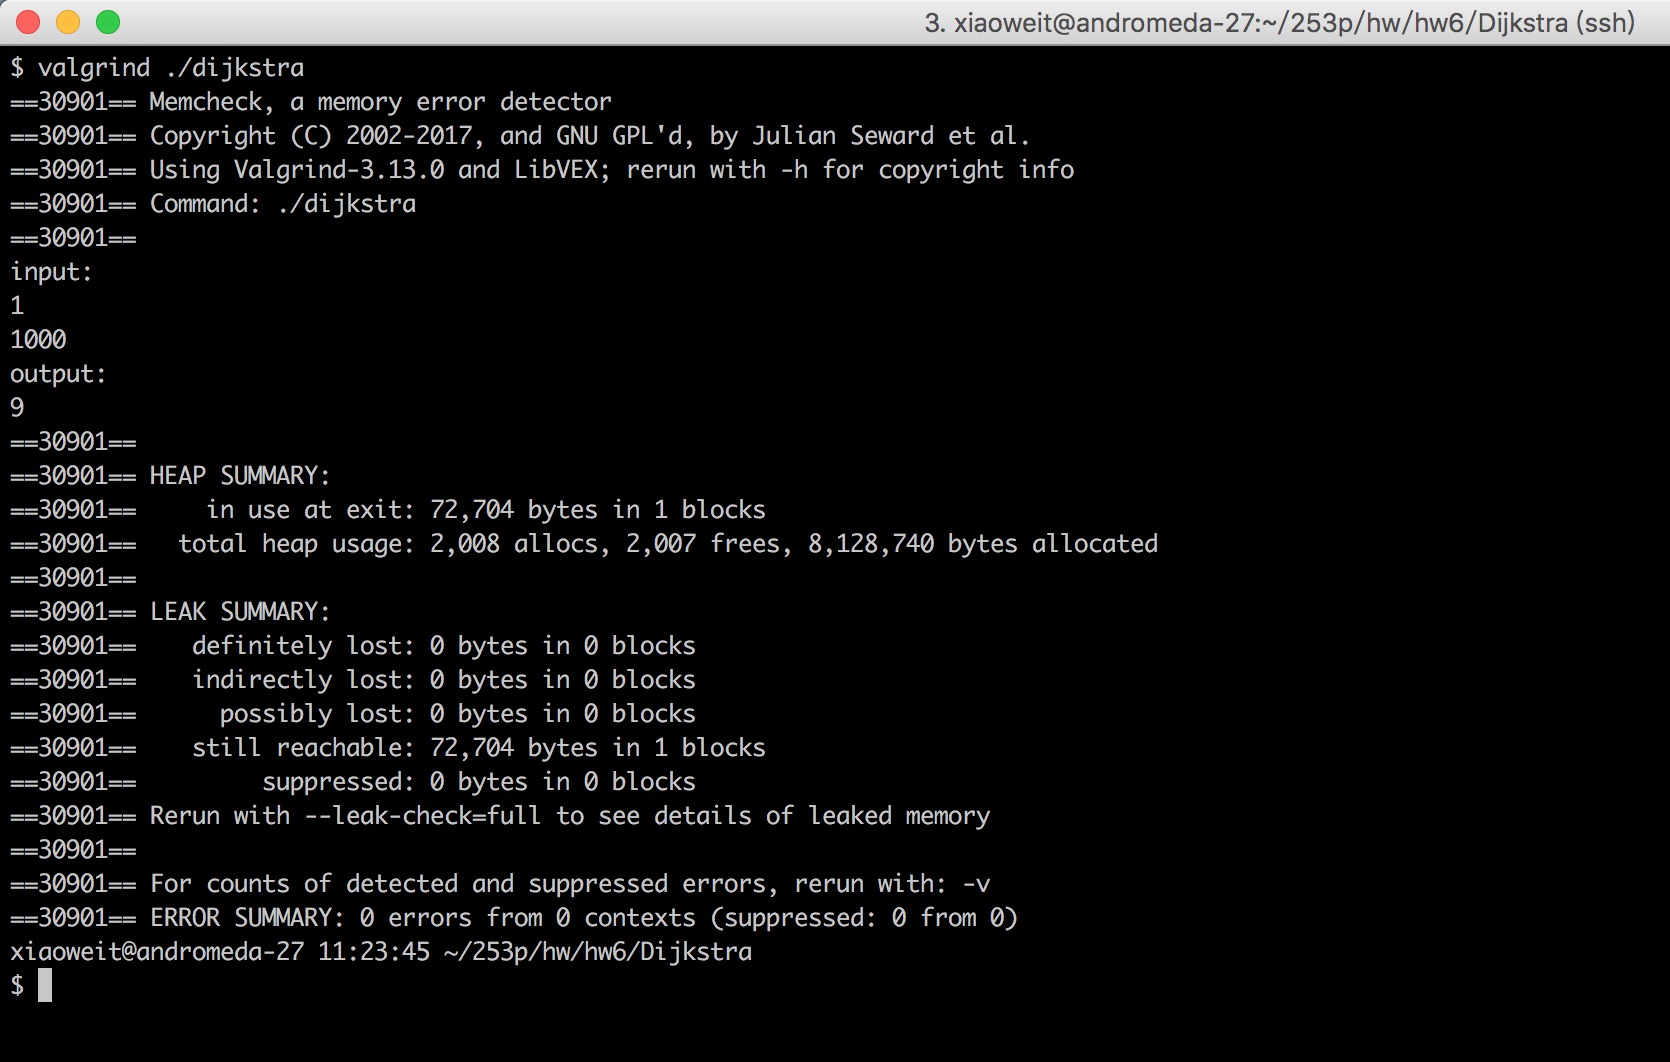 3. xiaoweit@andromeda-27:~/253p/hw/hw6/Dijkstra (ssh)
$ valgrind ./dijkstra
==30901== Memcheck, a memory error detector
==30901== Copyright (C) 2002-2017, and GNU GPL'd, by Julian Seward et al.
==30901== Using Valgrind-3.13.0 and LibVEX; rerun with -h for copyright info
==30901== Command: ./dijkstra
==30901==
input:
1
1000
output:
9
==30901==
==30901== HEAP SUMMARY:
==30901==     in use at exit: 72,704 bytes in 1 blocks
==30901==   total heap usage: 2,008 allocs, 2,007 frees, 8,128,740 bytes allocated
==30901==
==30901== LEAK SUMMARY:
==30901==    definitely lost: 0 bytes in 0 blocks
==30901==    indirectly lost: 0 bytes in 0 blocks
==30901==      possibly lost: 0 bytes in 0 blocks
==30901==    still reachable: 72,704 bytes in 1 blocks
==30901==         suppressed: 0 bytes in 0 blocks
==30901== Rerun with --leak-check=full to see details of leaked memory
==30901==
==30901== For counts of detected and suppressed errors, rerun with: -v
==30901== ERROR SUMMARY: 0 errors from 0 contexts (suppressed: 0 from 0)
xiaoweit@andromeda-27 11:23:45 ~/253p/hw/hw6/Dijkstra
$